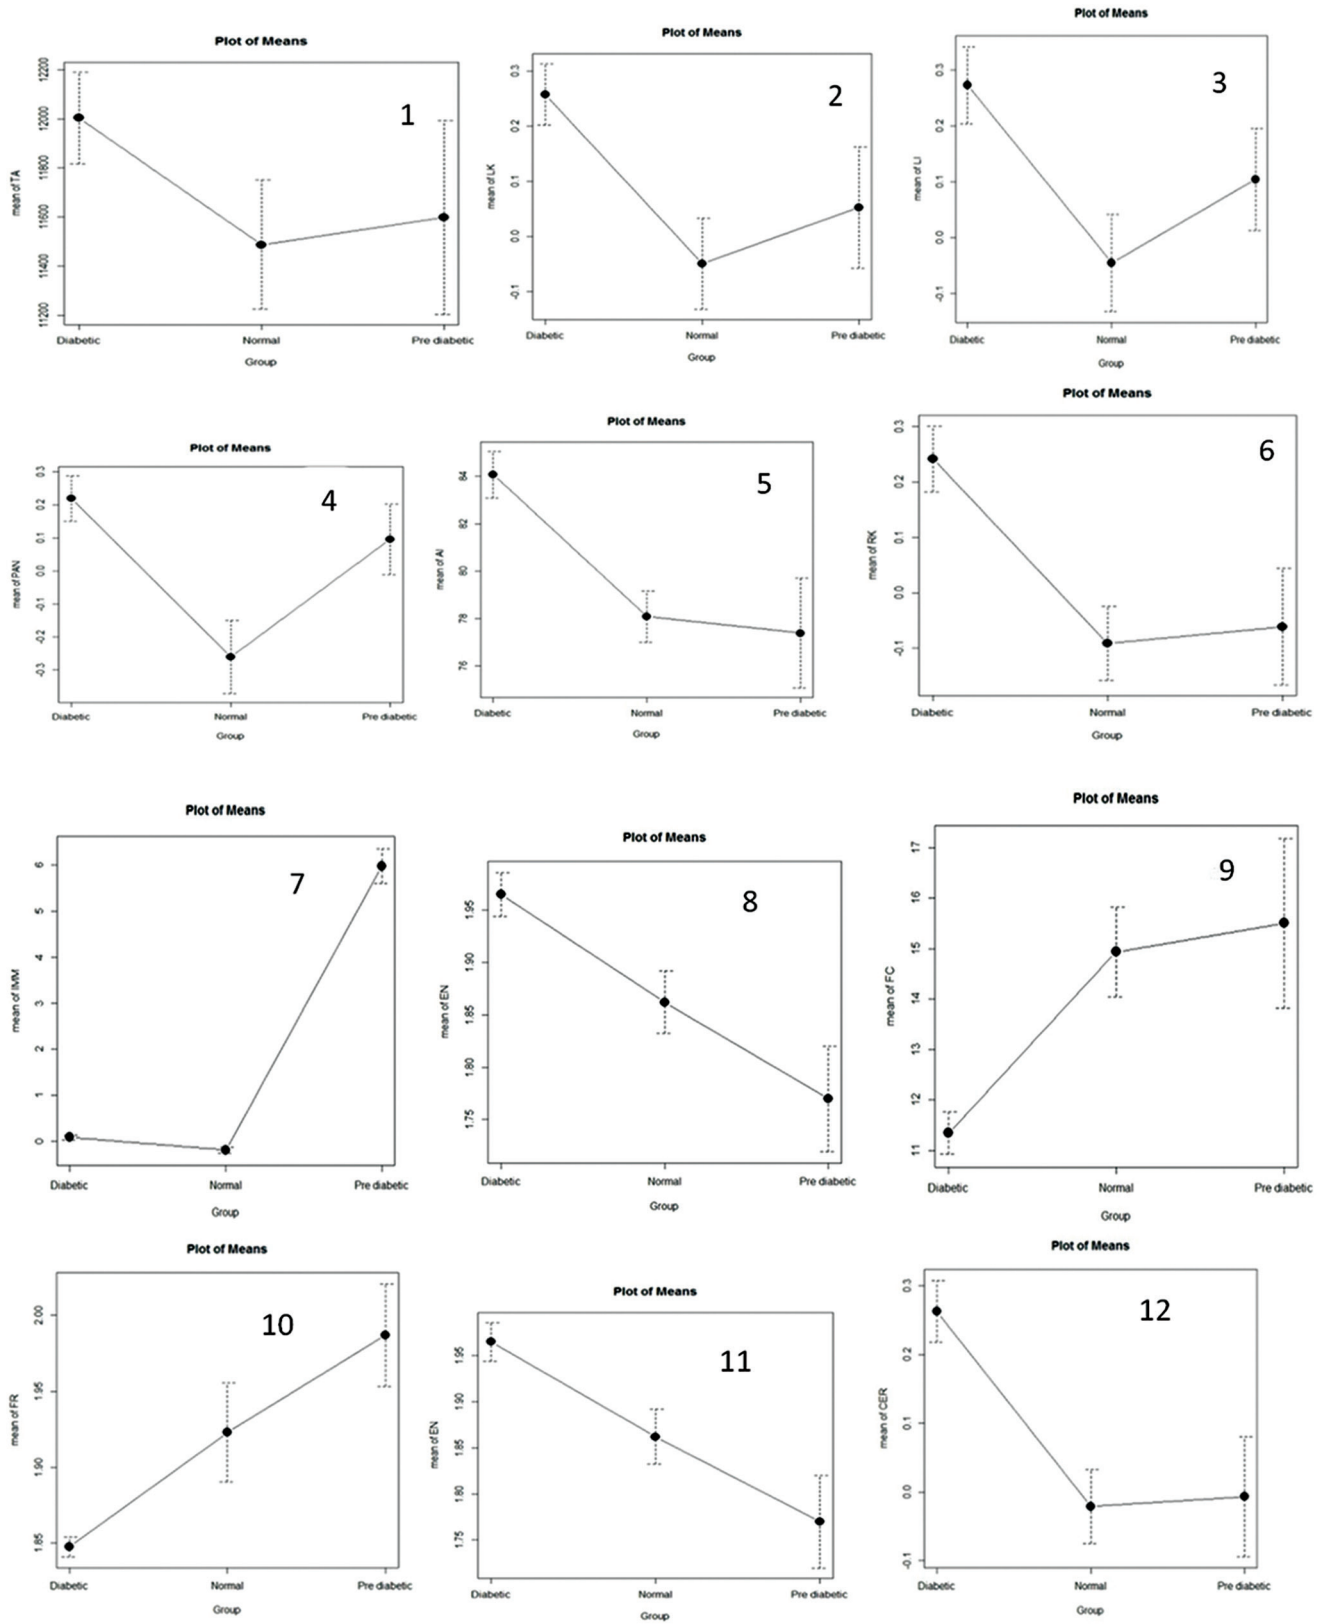 Plot of Means
1
mean of TA
12200
12000
11800
11600
11400
11200
Diabetic Normal Pre diabetic
Group
Plot of Means
2
mean of LK
0.3
0.2
0.1
0.0
-0.1
Diabetic Normal Pre diabetic
Group
Plot of Means
3
mean of LI
0.3
0.2
0.1
0.0
-0.1
Diabetic Normal Pre diabetic
Group
Plot of Means
4
mean of PAN
0.3
0.2
0.1
0.0
-0.1
-0.2
-0.3
Diabetic Normal Pre diabetic
Group
Plot of Means
5
mean of AI
84
82
80
78
76
Diabetic Normal Pre diabetic
Group
Plot of Means
6
mean of RK
0.3
0.2
0.1
0.0
-0.1
Diabetic Normal Pre diabetic
Group
Plot of Means
7
mean of IMM
6
5
4
3
2
1
0
Diabetic Normal Pre diabetic
Group
Plot of Means
8
mean of EN
1.95
1.90
1.85
1.80
1.75
Diabetic Normal Pre diabetic
Group
Plot of Means
9
mean of FC
17
16
15
14
13
12
11
Diabetic Normal Pre diabetic
Group
Plot of Means
10
mean of FR
2.00
1.95
1.90
1.85
Diabetic Normal Pre diabetic
Group
Plot of Means
11
mean of EN
1.95
1.90
1.85
1.80
1.75
Diabetic Normal Pre diabetic
Group
Plot of Means
12
mean of CER
0.3
0.2
0.1
0.0
-0.1
Diabetic Normal Pre diabetic
Group